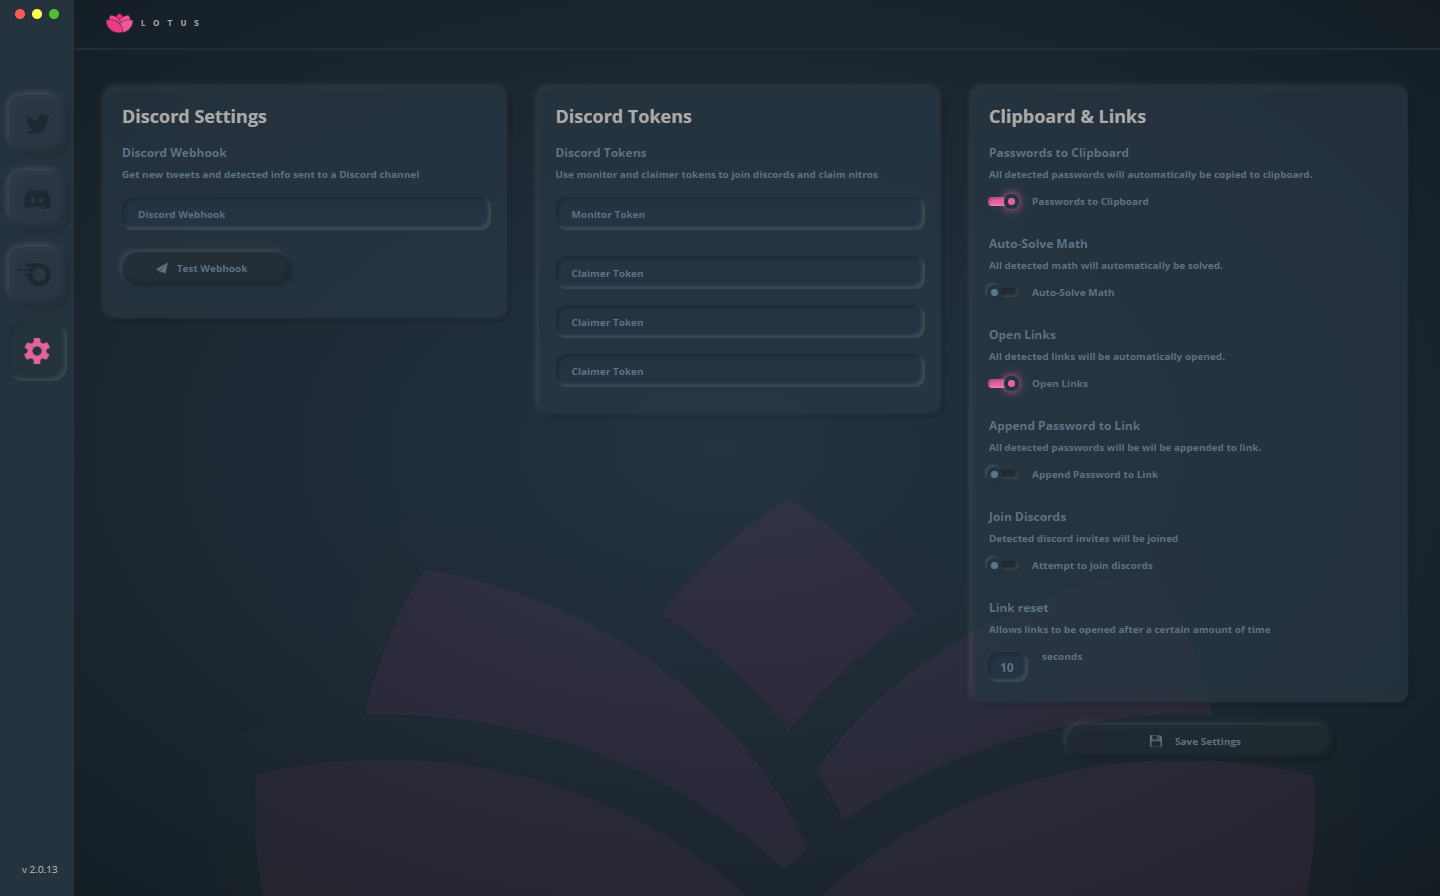 LOTUS
Discord Settings
Discord Webhook
Get new tweets and detected info sent to a Discord channel
Discord Webhook
Test Webhook
Discord Tokens
Discord Tokens
Use monitor and claimer tokens to join discords and claim nitros
Monitor Token
Claimer Token
Claimer Token
Claimer Token
Clipboard & Links
Passwords to Clipboard
All detected passwords will automatically be copied to clipboard.
Passwords to Clipboard
Auto-Solve Math
All detected math will automatically be solved.
Auto-Solve Math
Open Links
All detected links will be automatically opened.
Open Links
Append Password to Link
All detected passwords will be wil be appended to link.
Append Password to Link
Join Discords
Detected discord invites will be joined
Attempt to join discords
Link reset
Allows links to be opened after a certain amount of time
10 seconds
Save Settings
v 2.0.13